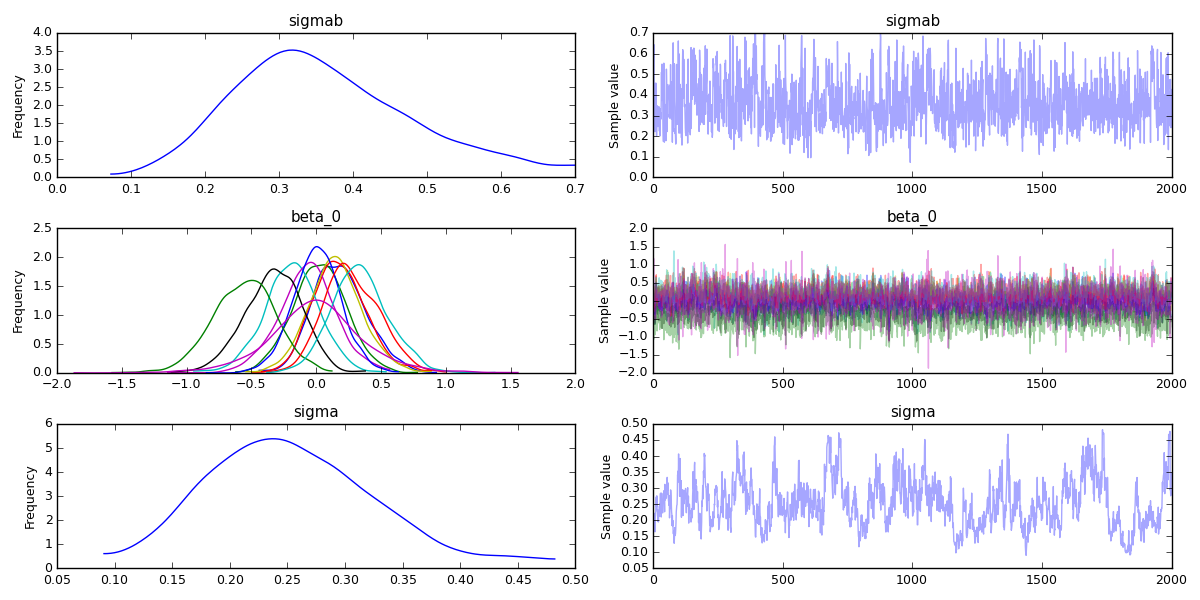 sigmab
Frequency
4.0
3.5
3.0
2.5
2.0
1.5
1.0
0.5
0.0
0.0 0.1 0.2 0.3 0.4 0.5 0.6 0.7
sigmab
Sample value
0.7
0.6
0.5
0.4
0.3
0.2
0.1
0.0
0 500 1000 1500 2000
beta_0
Frequency
2.5
2.0
1.5
1.0
0.5
0.0
−2.0 −1.5 −1.0 −0.5 0.0 0.5 1.0 1.5 2.0
beta_0
Sample value
2.0
1.5
1.0
0.5
0.0
−0.5
−1.0
−1.5
−2.0
0 500 1000 1500 2000
sigma
Frequency
6
5
4
3
2
1
0
0.05 0.10 0.15 0.20 0.25 0.30 0.35 0.40 0.45 0.50
sigma
Sample value
0.50
0.45
0.40
0.35
0.30
0.25
0.20
0.15
0.10
0.05
0 500 1000 1500 2000